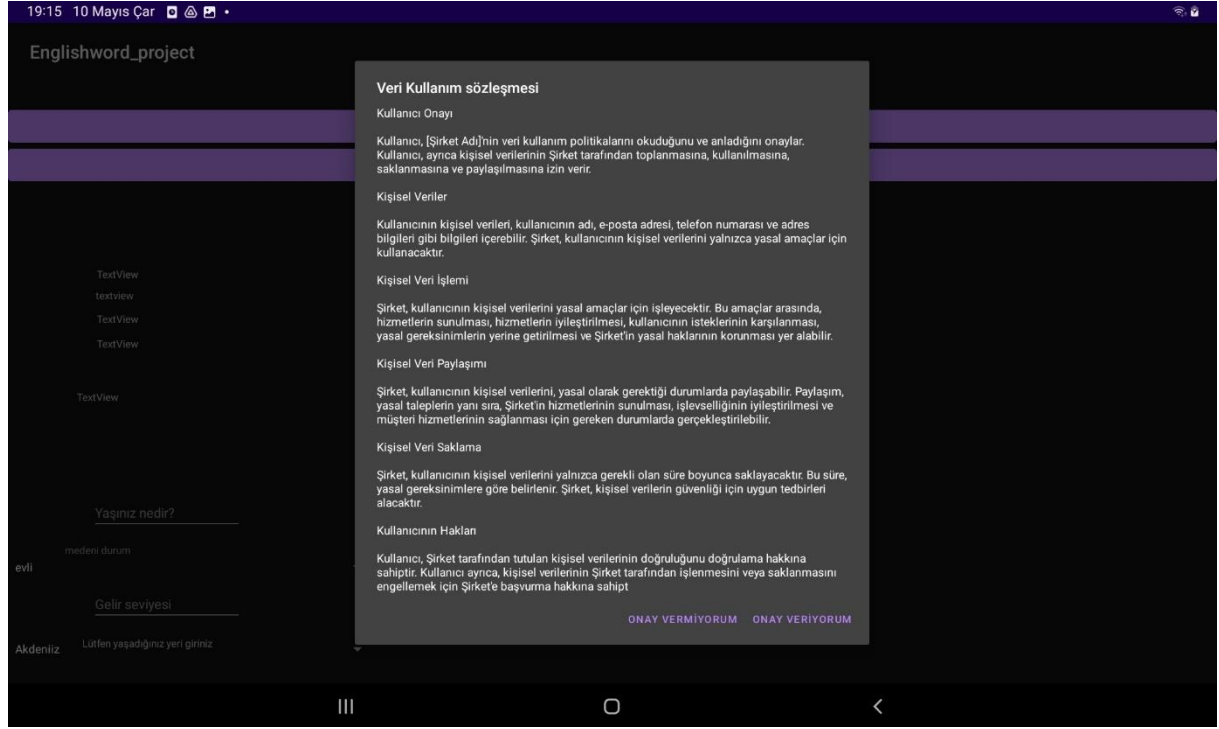 19:15 10 Mayıs Çar
Englishword_project
Veri Kullanım sözleşmesi
Kullanıcı Onayı
Kullanıcı, [Şirket Adı]'nin veri kullanım politikalarını okuduğunu ve anladığını onaylar.
Kullanıcı, ayrıca kişisel verilerinin Şirket tarafından toplanmasına, kullanılmasına,
saklanmasına ve paylaşılmasına izin verir.
Kişisel Veriler
Kullanıcının kişisel verileri, kullanıcının adı, e-posta adresi, telefon numarası ve adres
bilgileri gibi bilgileri içerebilir. Şirket, kullanıcının kişisel verilerini yalnızca yasal amaçlar için
kullanacaktır.
Kişisel Veri İşlemi
Şirket, kullanıcının kişisel verilerini yasal amaçlar için işleyecektir. Bu amaçlar arasında,
hizmetlerin sunulması, hizmetlerin iyileştirilmesi, kullanıcının isteklerinin karşılanması,
yasal gereksinimlerin yerine getirilmesi ve Şirket'in yasal haklarının korunması yer alabilir.
Kişisel Veri Paylaşımı
Şirket, kullanıcının kişisel verilerini, yasal olarak gerektiği durumlarda paylaşabilir. Paylaşım,
yasal taleplerin yanı sıra, Şirket'in hizmetlerinin sunulması, işlevselliğinin iyileştirilmesi ve
müşteri hizmetlerinin sağlanması için gereken durumlarda gerçekleştirilebilir.
Kişisel Veri Saklama
Şirket, kullanıcının kişisel verilerini yalnızca gerekli olan süre boyunca saklayacaktır. Bu süre,
yasal gereksinimlere göre belirlenir. Şirket, kişisel verilerin güvenliği için uygun tedbirleri
alacaktır.
Kullanıcının Hakları
Kullanıcı, Şirket tarafından tutulan kişisel verilerinin doğruluğunu doğrulama hakkına
sahiptir. Kullanıcı ayrıca, kişisel verilerinin Şirket tarafından işlenmesini veya saklanmasını
engellemek için Şirket'e başvurma hakkına sahipt
ONAY VERMİYORUM ONAY VERİYORUM
TextView
textview
TextView
TextView
TextView
Yaşınız nedir?
medeni durum
evli
Gelir seviyesi
Lütfen yaşadığınız yeri giriniz
Akdeniiz